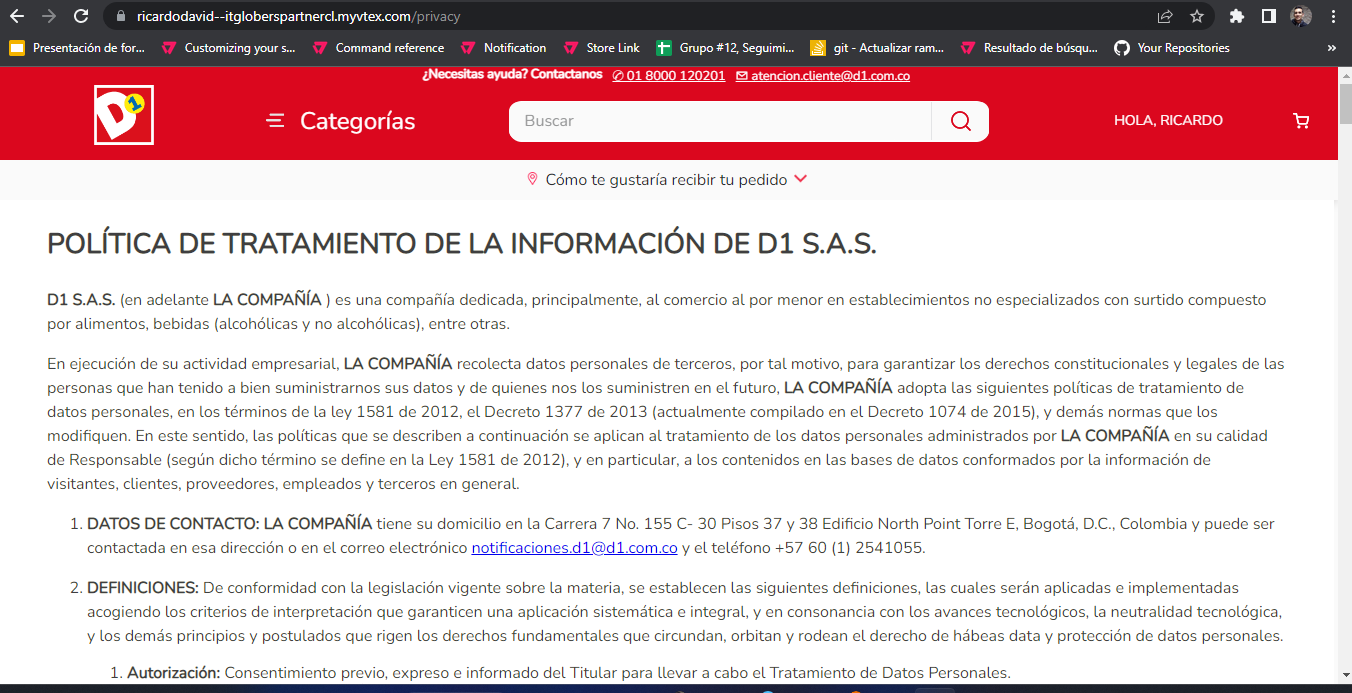 ricardodavid--itgloberspartnercl.myvtex.com/privacy
Presentación de for... Customizing your s... Command reference Notification Store Link Grupo #12, Seguimi... git - Actualizar ram... Resultado de búsqu... Your Repositories »
¿Necesitas ayuda? Contactanos 01 8000 120201 atencion.cliente@d1.com.co
D1
Categorías
Buscar
HOLA, RICARDO
Cómo te gustaría recibir tu pedido
POLÍTICA DE TRATAMIENTO DE LA INFORMACIÓN DE D1 S.A.S.
D1 S.A.S. (en adelante LA COMPAÑÍA ) es una compañía dedicada, principalmente, al comercio al por menor en establecimientos no especializados con surtido compuesto
por alimentos, bebidas (alcohólicas y no alcohólicas), entre otras.
En ejecución de su actividad empresarial, LA COMPAÑÍA recolecta datos personales de terceros, por tal motivo, para garantizar los derechos constitucionales y legales de las
personas que han tenido a bien suministrarnos sus datos y de quienes nos los suministren en el futuro, LA COMPAÑÍA adopta las siguientes políticas de tratamiento de
datos personales, en los términos de la ley 1581 de 2012, el Decreto 1377 de 2013 (actualmente compilado en el Decreto 1074 de 2015), y demás normas que los
modifiquen. En este sentido, las políticas que se describen a continuación se aplican al tratamiento de los datos personales administrados por LA COMPAÑÍA en su calidad
de Responsable (según dicho término se define en la Ley 1581 de 2012), y en particular, a los contenidos en las bases de datos conformados por la información de
visitantes, clientes, proveedores, empleados y terceros en general.
1. DATOS DE CONTACTO: LA COMPAÑÍA tiene su domicilio en la Carrera 7 No. 155 C- 30 Pisos 37 y 38 Edificio North Point Torre E, Bogotá, D.C., Colombia y puede ser
contactada en esa dirección o en el correo electrónico notificaciones.d1@d1.com.co y el teléfono +57 60 (1) 2541055.
2. DEFINICIONES: De conformidad con la legislación vigente sobre la materia, se establecen las siguientes definiciones, las cuales serán aplicadas e implementadas
acogiendo los criterios de interpretación que garanticen una aplicación sistemática e integral, y en consonancia con los avances tecnológicos, la neutralidad tecnológica,
y los demás principios y postulados que rigen los derechos fundamentales que circundan, orbitan y rodean el derecho de hábeas data y protección de datos personales.
1. Autorización: Consentimiento previo, expreso e informado del Titular para llevar a cabo el Tratamiento de Datos Personales.